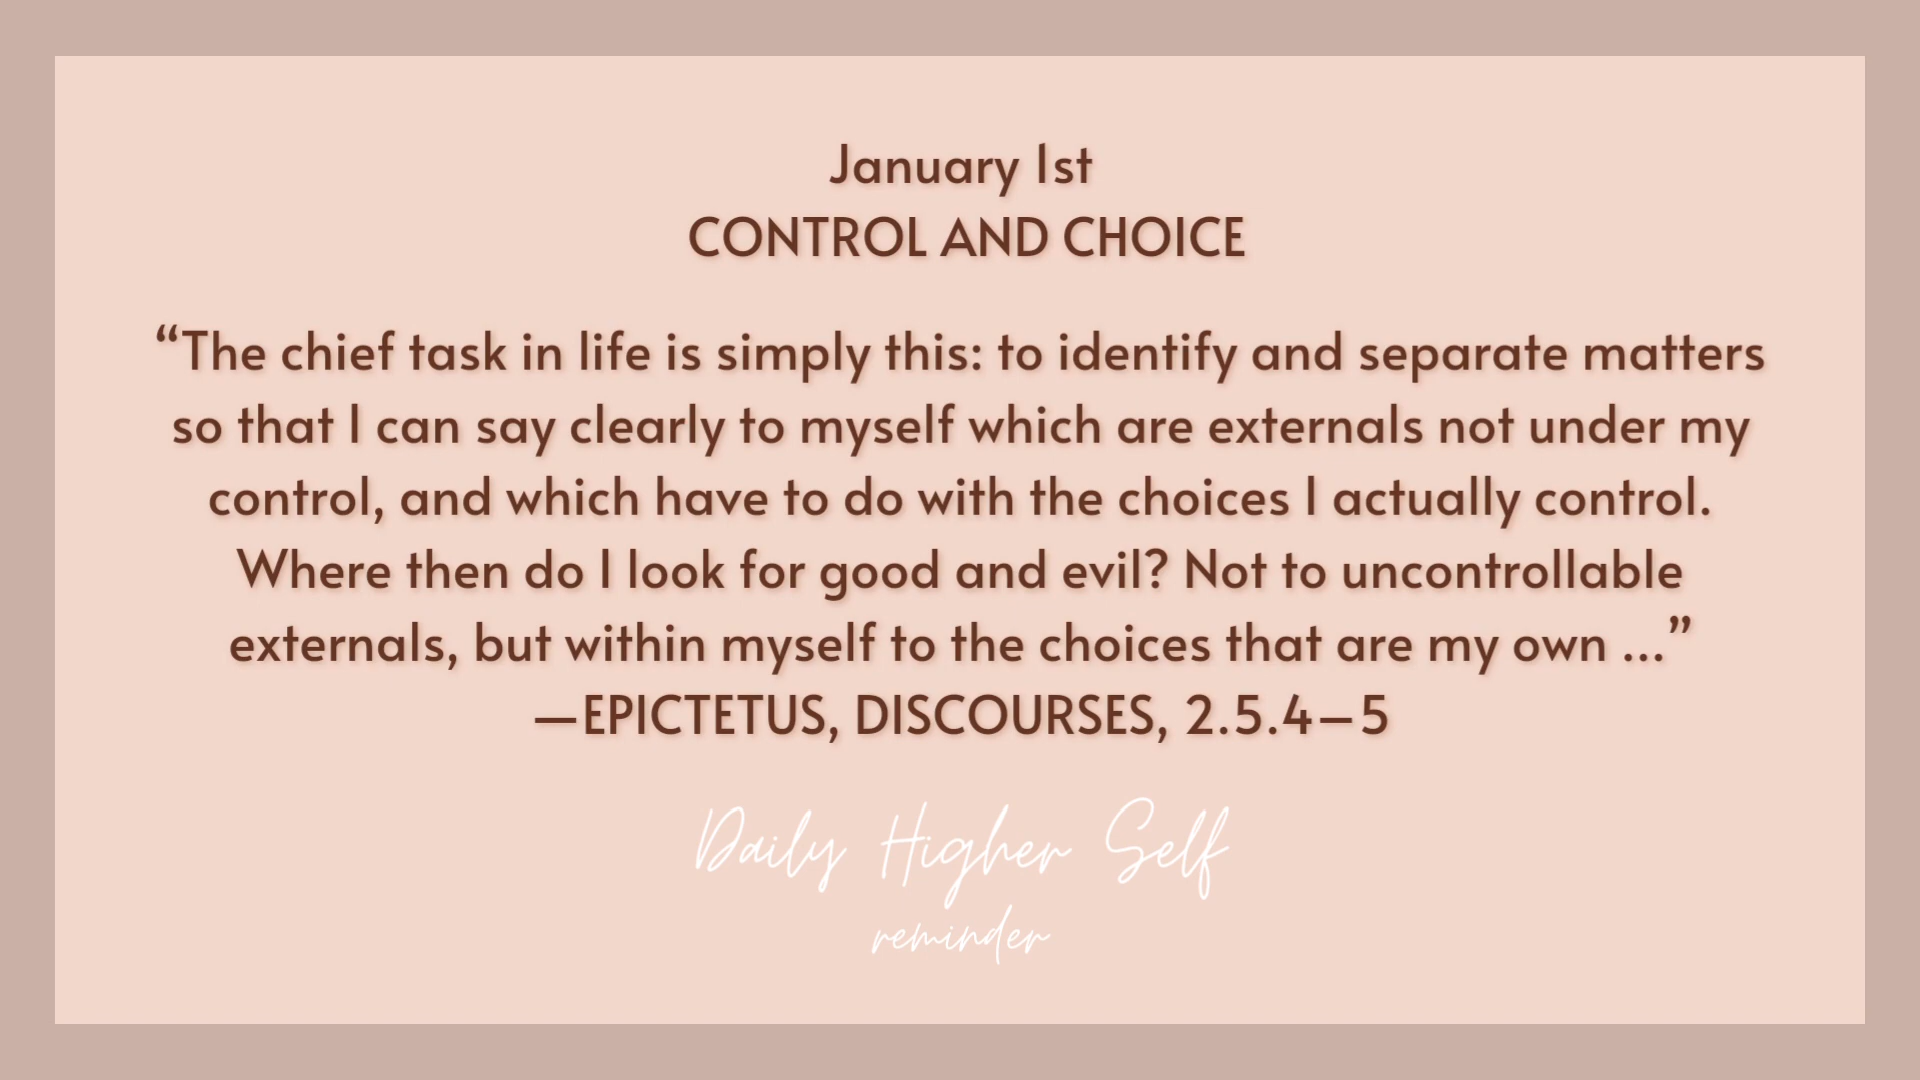 January 1st
CONTROL AND CHOICE
“The chief task in life is simply this: to identify and separate matters
so that I can say clearly to myself which are externals not under my
control, and which have to do with the choices I actually control.
Where then do I look for good and evil? Not to uncontrollable
externals, but within myself to the choices that are my own ...”
—EPICTETUS, DISCOURSES, 2.5.4–5
Daily Higher Self
reminder